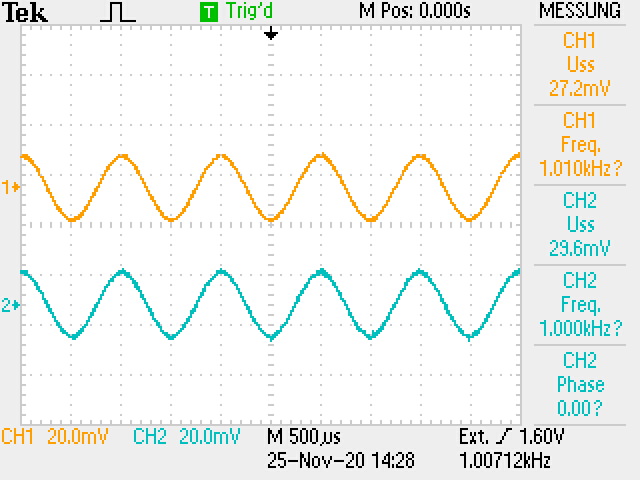 Tek T Trig'd M Pos: 0.000s MESSUNG
CH1
Uss
27.2mV
CH1
Freq.
1.010kHz?
CH2
Uss
29.6mV
CH2
Freq.
1.000kHz?
CH2
Phase
0.00?
1
2
CH1 20.0mV CH2 20.0mV M 500µs Ext. 1.60V
25-Nov-20 14:28 1.00712kHz